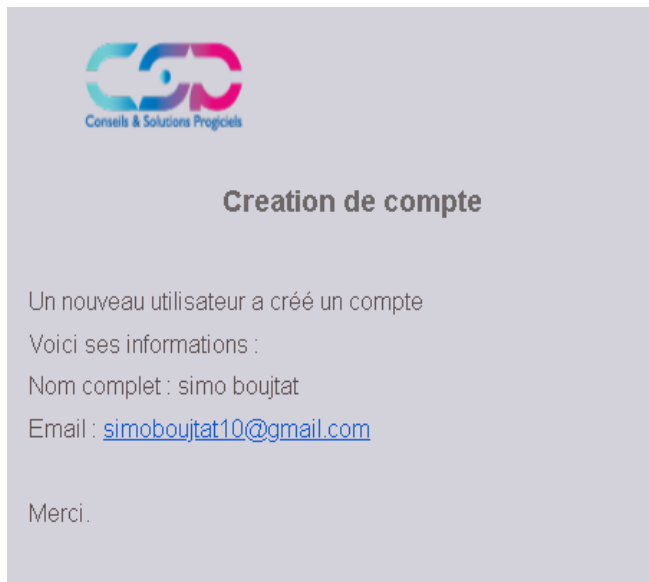 CSP
Conseils & Solutions Progiciels
Creation de compte
Un nouveau utilisateur a créé un compte
Voici ses informations :
Nom complet : simo boujtat
Email : simoboujtat10@gmail.com
Merci.